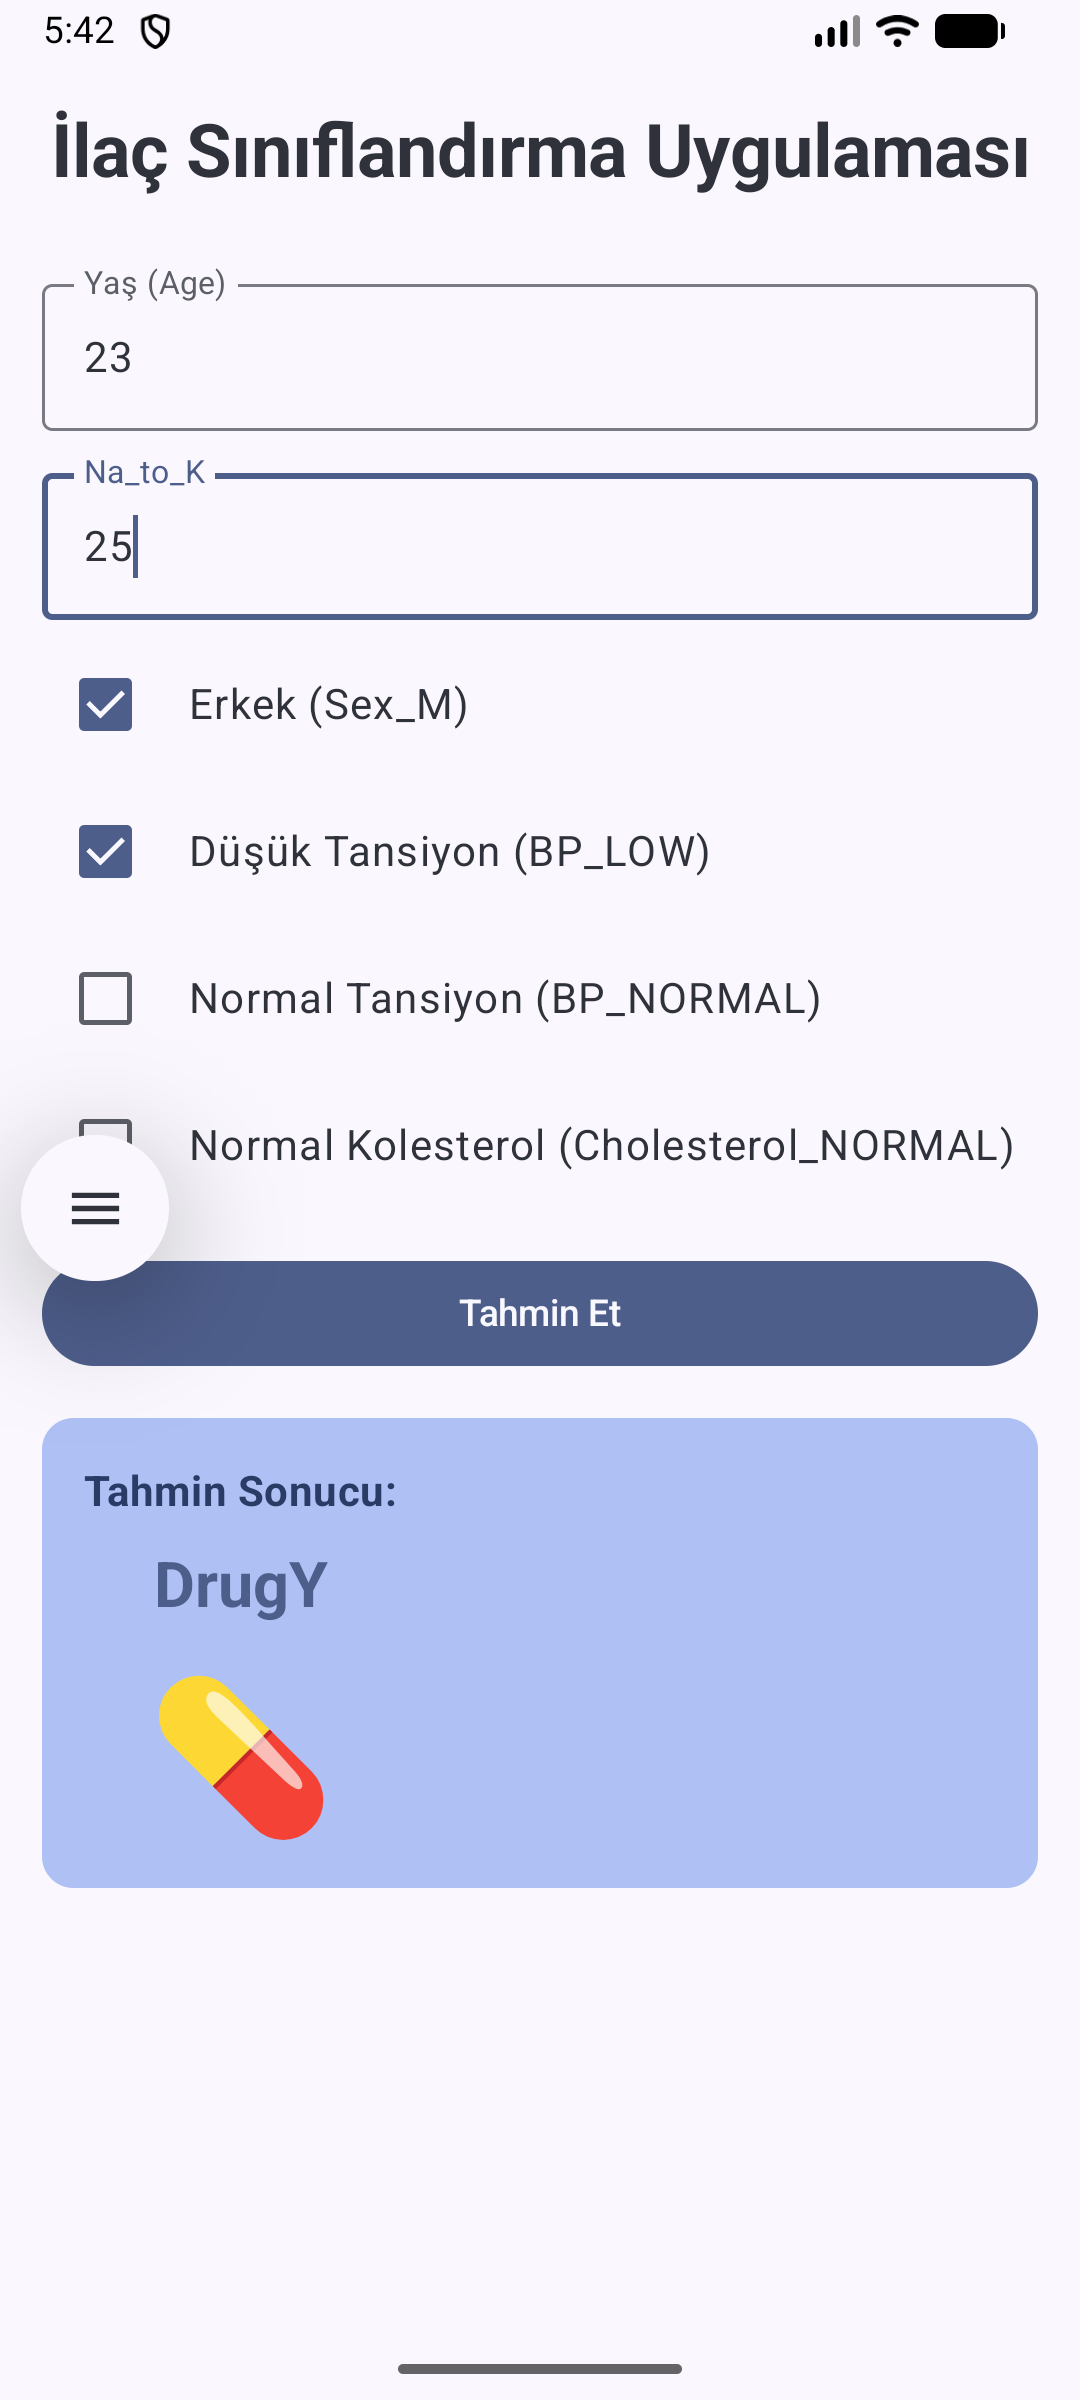 5:42
İlaç Sınıflandırma Uygulaması
Yaş (Age)
23
Na_to_K
25
Erkek (Sex_M)
Düşük Tansiyon (BP_LOW)
Normal Tansiyon (BP_NORMAL)
Normal Kolesterol (Cholesterol_NORMAL)
Tahmin Et
Tahmin Sonucu:
DrugY